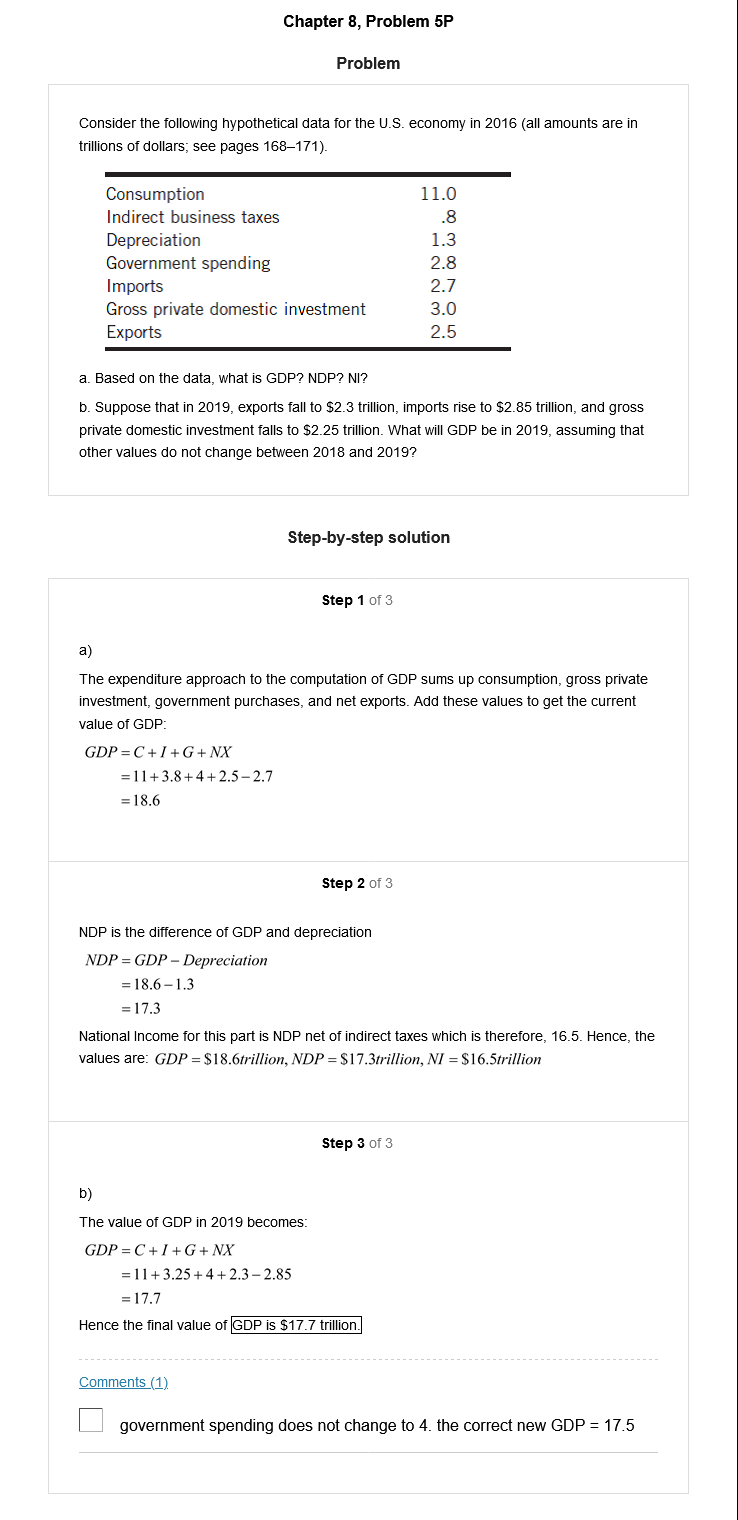 Chapter 8, Problem 5P
Problem
Consider the following hypothetical data for the U.S. economy in 2016 (all amounts are in
trillions of dollars; see pages 168–171).
Consumption 11.0
Indirect business taxes .8
Depreciation 1.3
Government spending 2.8
Imports 2.7
Gross private domestic investment 3.0
Exports 2.5
a. Based on the data, what is GDP? NDP? NI?
b. Suppose that in 2019, exports fall to $2.3 trillion, imports rise to $2.85 trillion, and gross
private domestic investment falls to $2.25 trillion. What will GDP be in 2019, assuming that
other values do not change between 2018 and 2019?
Step-by-step solution
Step 1 of 3
a)
The expenditure approach to the computation of GDP sums up consumption, gross private
investment, government purchases, and net exports. Add these values to get the current
value of GDP:
GDP = C + I + G + NX
= 11 + 3.8 + 4 + 2.5 – 2.7
= 18.6
Step 2 of 3
NDP is the difference of GDP and depreciation
NDP = GDP – Depreciation
= 18.6 – 1.3
= 17.3
National Income for this part is NDP net of indirect taxes which is therefore, 16.5. Hence, the
values are: GDP = $18.6trillion, NDP = $17.3trillion, NI = $16.5trillion
Step 3 of 3
b)
The value of GDP in 2019 becomes:
GDP = C + I + G + NX
= 11 + 3.25 + 4 + 2.3 – 2.85
= 17.7
Hence the final value of GDP is $17.7 trillion.
Comments (1)
government spending does not change to 4. the correct new GDP = 17.5